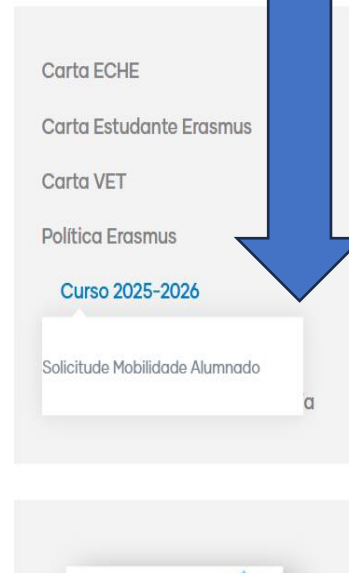 Carta ECHE
Carta Estudante Erasmus
Carta VET
Política Erasmus
Curso 2025-2026
Solicitude Mobilidade Alumnado
a